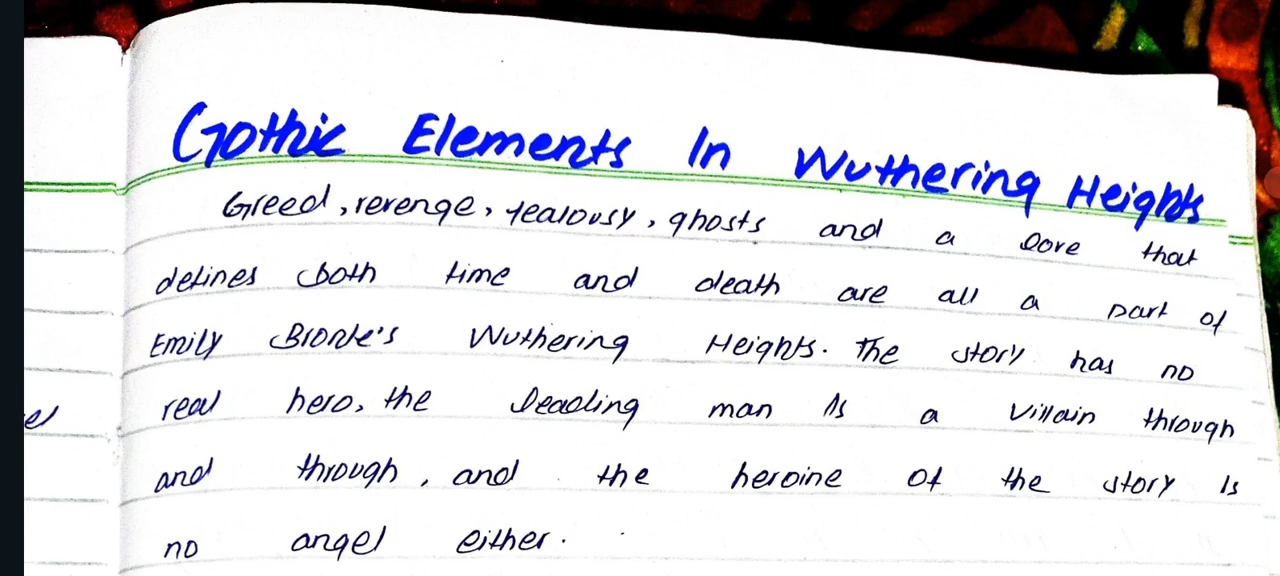 Gothic Elements In Wuthering Heights
Greed, revenge, jealousy, ghosts and a love that
defines both time and death are all a part of
Emily Bronte's Wuthering Heights. The story has no
real hero, the leading man is a villain through
and through, and the heroine of the story is
no angel either.